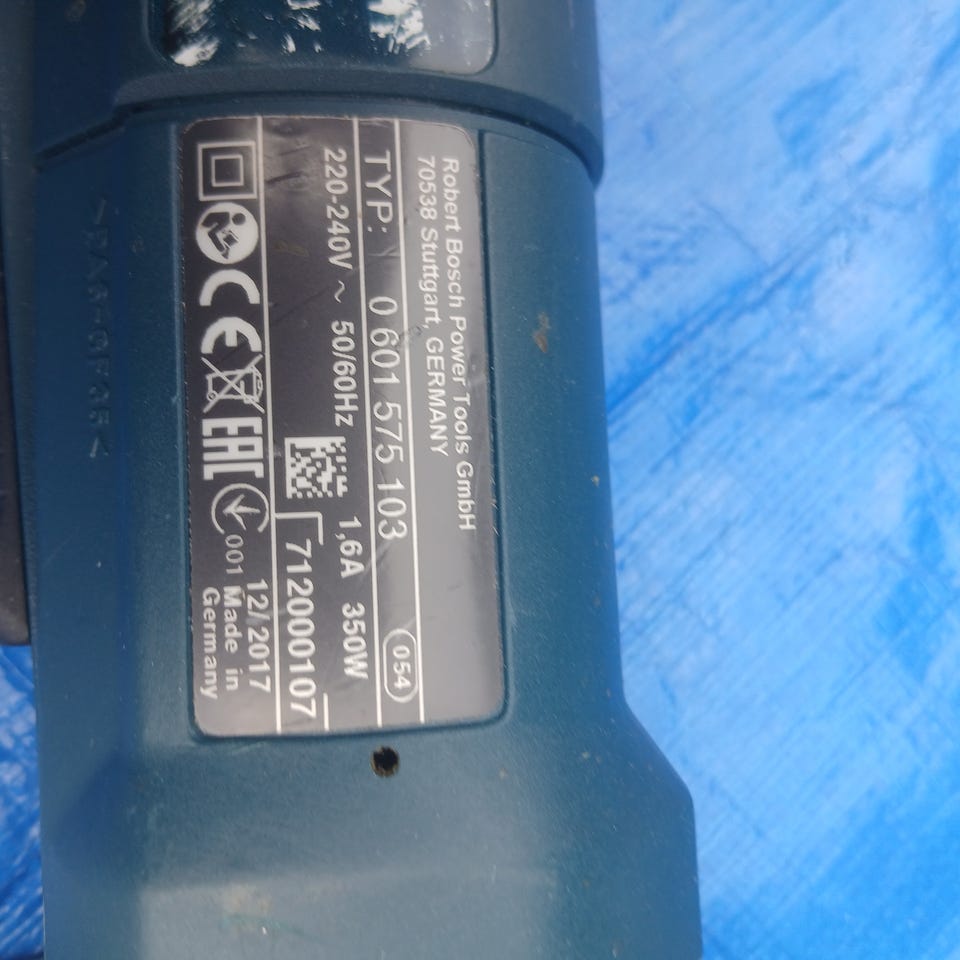 Robert Bosch Power Tools GmbH
70538 Stuttgart, GERMANY
TYP: 0 601 575 103 054
220-240V ~ 50/60Hz 1,6A 350W
712000107
CE EAC 001 12/2017
Made in
Germany